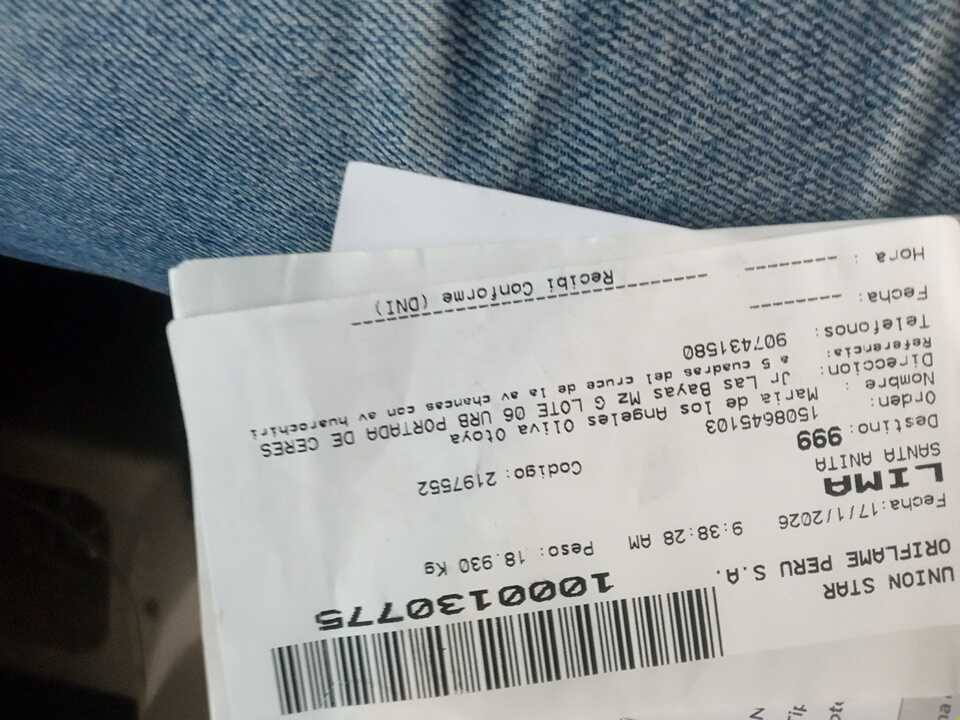 1000130775
UNION STAR
ORIFLAME PERU S.A.
Fecha:17/1/2026 9:38:28 AM Peso: 18.930 Kg
LIMA
SANTA ANITA
Destino: 999 Codigo: 2197552
Orden: 1508645103
Nombre : Maria de los Angeles Oliva Otoya
Direccion: Jr Las Bayas Mz G LOTE 06 URB PORTADA DE CERES
Referencia: a 5 cuadras del cruce de la av chancas con av huarochiri
Telefonos: 907431580
Fecha: ---------
Hora : ---------
Recibi Conforme (DNI)